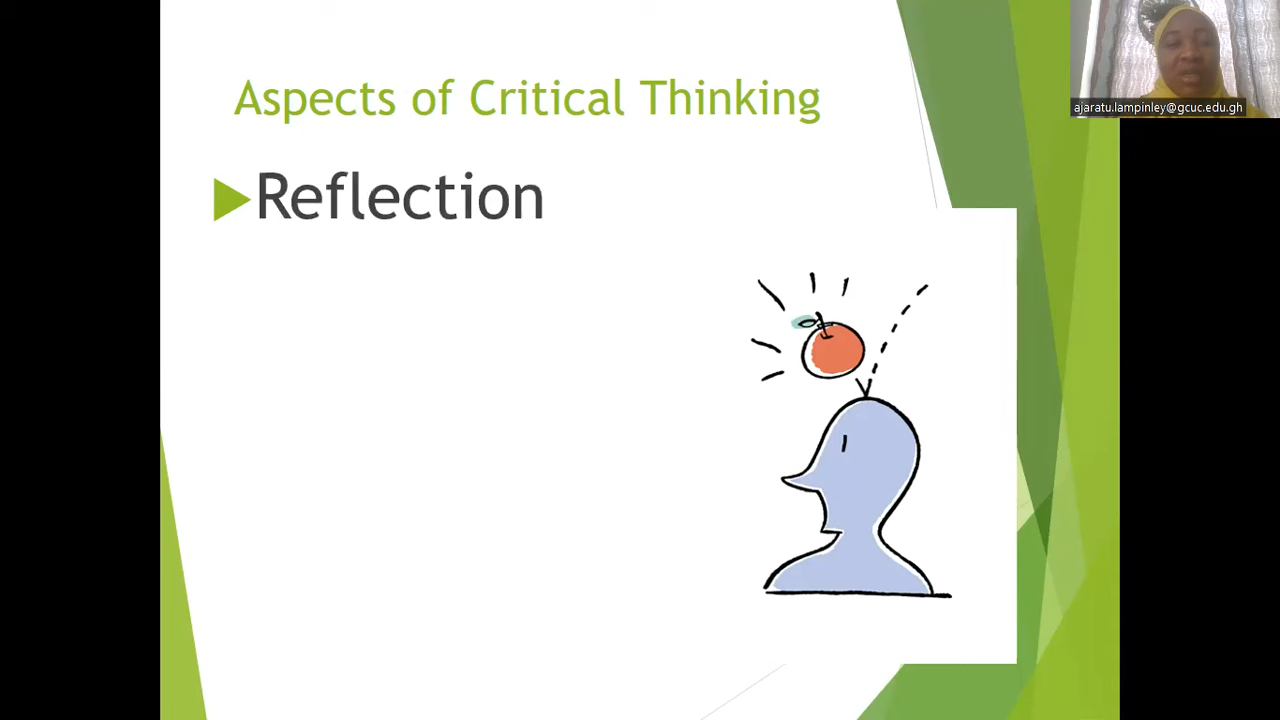 Aspects of Critical Thinking
Reflection
ajaratu.lampinley@gcuc.edu.gh